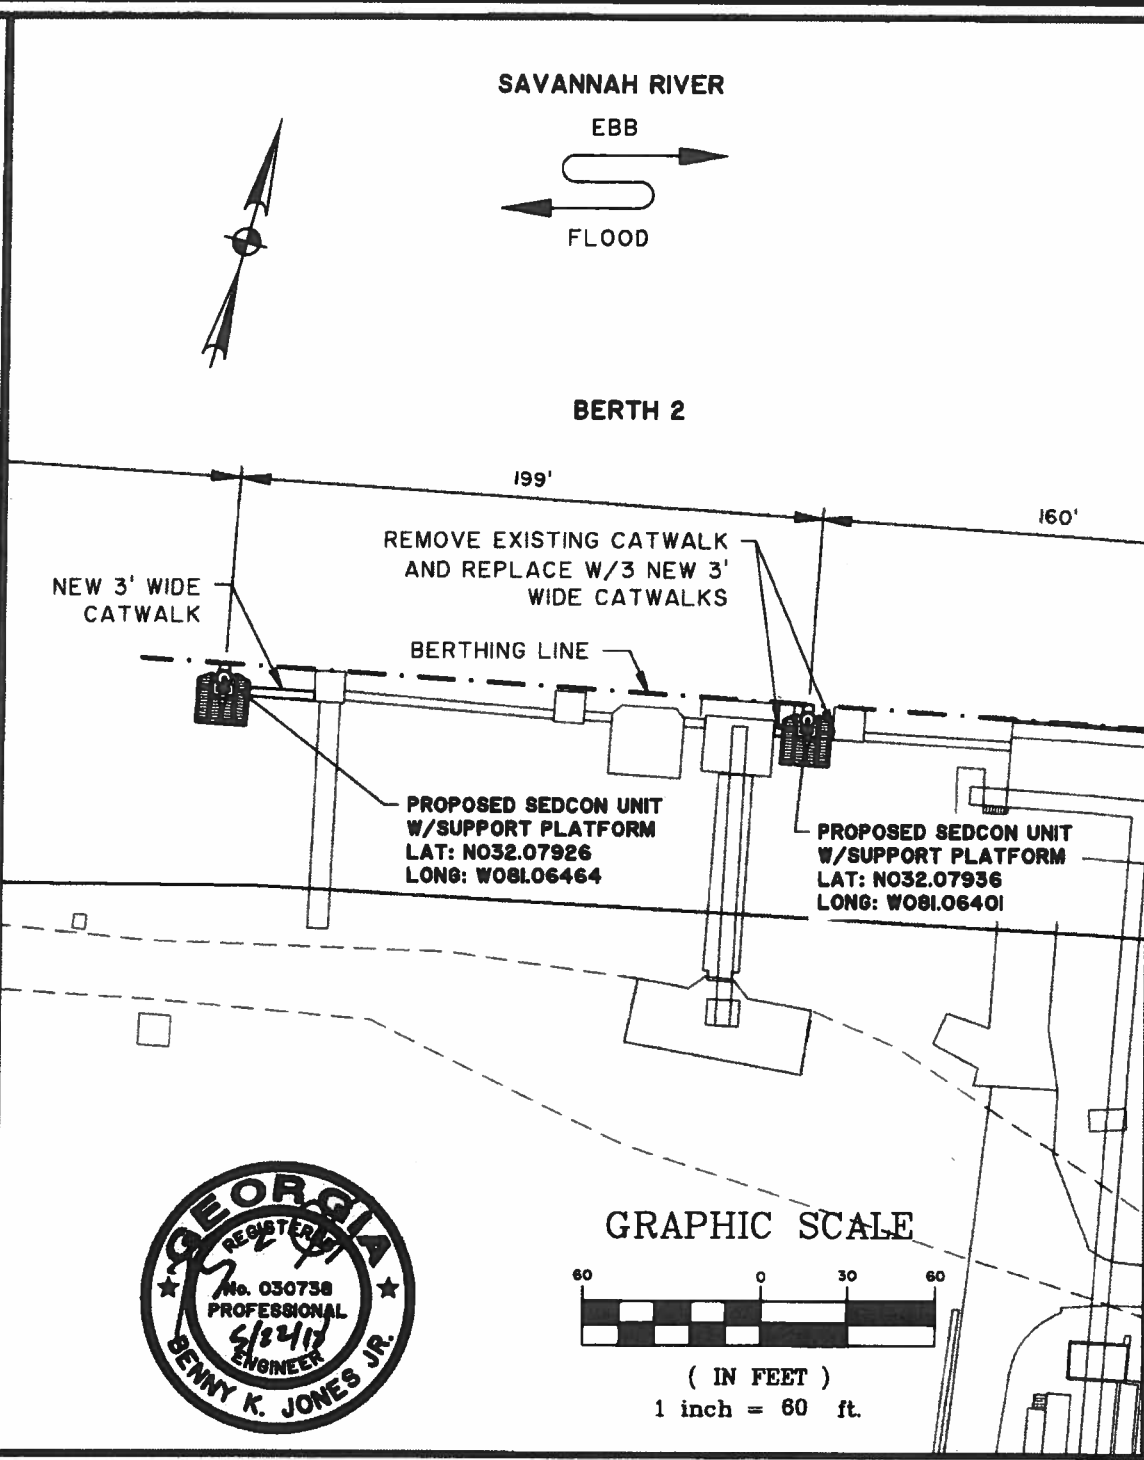 SAVANNAH RIVER
EBB
FLOOD
BERTH 2
199'
160'
REMOVE EXISTING CATWALK
AND REPLACE W/3 NEW 3'
WIDE CATWALKS
NEW 3' WIDE
CATWALK
BERTHING LINE
PROPOSED SEDCON UNIT
W/SUPPORT PLATFORM
LAT: N032.07926
LONG: W081.06464
PROPOSED SEDCON UNIT
W/SUPPORT PLATFORM
LAT: N032.07936
LONG: W081.06401
GEORGIA
REGISTERED
No. 030738
PROFESSIONAL
ENGINEER
BENNY K. JONES JR.
GRAPHIC SCALE
60 0 30 60
( IN FEET )
1 inch = 60 ft.